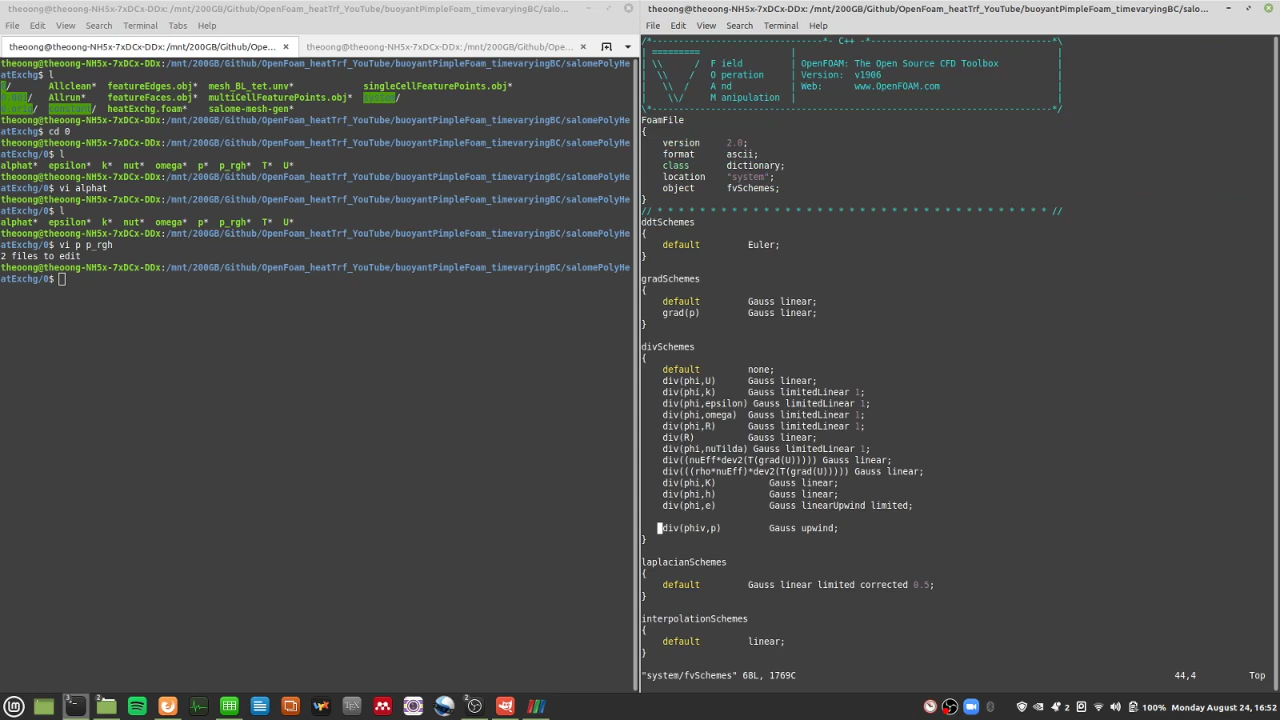 theoong@theoong-NH5x-7xDCx-DDx: /mnt/200GB/Github/OpenFoam_heatTrf_YouTube/buoyantPimpleFoam_timevaryingBC/salo...
File Edit View Search Terminal Tabs Help
theoong@theoong-NH5x-7xDCx-DDx: /mnt/200GB/Github/Ope...
theoong@theoong-NH5x-7xDCx-DDx: /mnt/200GB/Github/Op...
theoong@theoong-NH5x-7xDCx-DDx:/mnt/200GB/Github/OpenFoam_heatTrf_YouTube/buoyantPimpleFoam_timevaryingBC/salomePolyHe
atExchg$ l
/ Allclean* featureEdges.obj* mesh_BL_tet.unv* singleCellFeaturePoints.obj*
Allrun* featureFaces.obj* multiCellFeaturePoints.obj* system/
constant/ heatExchg.foam* salome-mesh-gen*
theoong@theoong-NH5x-7xDCx-DDx:/mnt/200GB/Github/OpenFoam_heatTrf_YouTube/buoyantPimpleFoam_timevaryingBC/salomePolyHe
atExchg$ cd 0
theoong@theoong-NH5x-7xDCx-DDx:/mnt/200GB/Github/OpenFoam_heatTrf_YouTube/buoyantPimpleFoam_timevaryingBC/salomePolyHe
atExchg/0$ l
alphat* epsilon* k* nut* omega* p* p_rgh* T* U*
theoong@theoong-NH5x-7xDCx-DDx:/mnt/200GB/Github/OpenFoam_heatTrf_YouTube/buoyantPimpleFoam_timevaryingBC/salomePolyHe
atExchg/0$ vi alphat
theoong@theoong-NH5x-7xDCx-DDx:/mnt/200GB/Github/OpenFoam_heatTrf_YouTube/buoyantPimpleFoam_timevaryingBC/salomePolyHe
atExchg/0$ l
alphat* epsilon* k* nut* omega* p* p_rgh* T* U*
theoong@theoong-NH5x-7xDCx-DDx:/mnt/200GB/Github/OpenFoam_heatTrf_YouTube/buoyantPimpleFoam_timevaryingBC/salomePolyHe
atExchg/0$ vi p p_rgh
2 files to edit
theoong@theoong-NH5x-7xDCx-DDx:/mnt/200GB/Github/OpenFoam_heatTrf_YouTube/buoyantPimpleFoam_timevaryingBC/salomePolyHe
atExchg/0$
theoong@theoong-NH5x-7xDCx-DDx: /mnt/200GB/Github/OpenFoam_heatTrf_YouTube/buoyantPimpleFoam_timevaryingBC/salo...
File Edit View Search Terminal Help
/*--------------------------------*- C++ -*----------------------------------*\
| ========= | |
| \\ / F ield | OpenFOAM: The Open Source CFD Toolbox |
| \\ / O peration | Version: v1906 |
| \\ / A nd | Web: www.OpenFOAM.com |
| \\/ M anipulation | |
\*---------------------------------------------------------------------------*/
FoamFile
{
version 2.0;
format ascii;
class dictionary;
location "system";
object fvSchemes;
}
// * * * * * * * * * * * * * * * * * * * * * * * * * * * * * * * * * * * * * //
ddtSchemes
{
default Euler;
}
gradSchemes
{
default Gauss linear;
grad(p) Gauss linear;
}
divSchemes
{
default none;
div(phi,U) Gauss linear;
div(phi,k) Gauss limitedLinear 1;
div(phi,epsilon) Gauss limitedLinear 1;
div(phi,omega) Gauss limitedLinear 1;
div(phi,R) Gauss limitedLinear 1;
div(R) Gauss linear;
div(phi,nuTilda) Gauss limitedLinear 1;
div((nuEff*dev2(T(grad(U))))) Gauss linear;
div(((rho*nuEff)*dev2(T(grad(U))))) Gauss linear;
div(phi,K) Gauss linear;
div(phi,h) Gauss linear;
div(phi,e) Gauss linearUpwind limited;
div(phiv,p) Gauss upwind;
}
laplacianSchemes
{
default Gauss linear limited corrected 0.5;
}
interpolationSchemes
{
default linear;
}
"system/fvSchemes" 68L, 1769C 44,4 Top
3 2 2 2 100% Monday August 24, 16:52